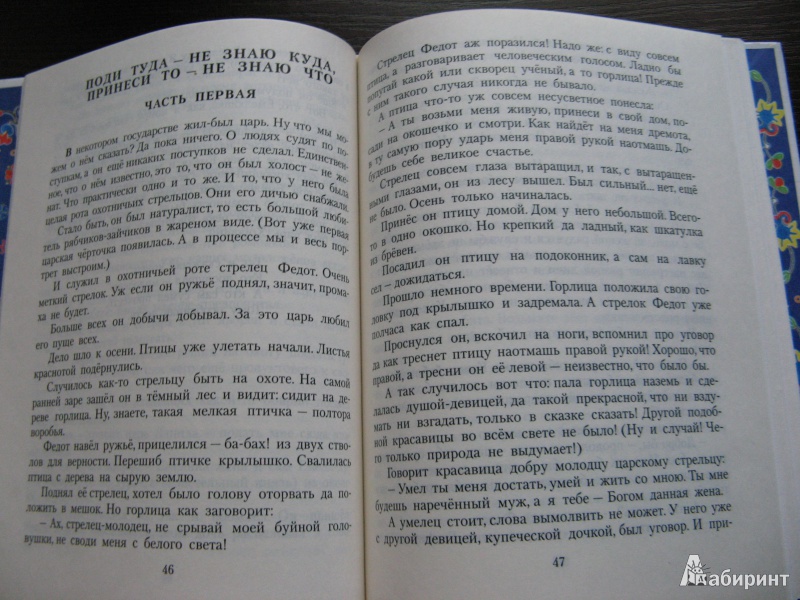 ПОДИ ТУДА — НЕ ЗНАЮ КУДА,
ПРИНЕСИ ТО — НЕ ЗНАЮ ЧТО
ЧАСТЬ ПЕРВАЯ
В некотором государстве жил-был царь. Ну что мы мо-
жем о нём сказать? Да пока ничего. О людях судят по по-
ступкам, а он ещё никаких поступков не сделал. Единствен-
ное, что о нём известно, это то, что он был холост — не же-
нат. Что практически одно и то же. И то, что у него была
целая рота охотничьих стрельцов. Они его дичью снабжали.
Стало быть, он был натуралист, то есть большой люби-
тель рябчиков-зайчиков в жареном виде. (Вот уже первая
царская чёрточка появилась. А в процессе мы и весь пор-
трет выстроим.)
И служил в охотничьей роте стрелец Федот. Очень
меткий стрелок. Уж если он ружьё поднял, значит, прома-
ха не будет.
Больше всех он добычи добывал. За это царь любил
его пуще всех.
Дело шло к осени. Птицы уже улетать начали. Листья
краснотой подёрнулись.
Случилось как-то стрельцу быть на охоте. На самой
ранней заре зашёл он в тёмный лес и видит: сидит на де-
реве горлица. Ну, знаете, такая мелкая птичка — полтора
воробья.
Федот навёл ружьё, прицелился — ба-бах! из двух ство-
лов для верности. Перешиб птичке крылышко. Свалилась
птица с дерева на сырую землю.
Поднял её стрелец, хотел было голову оторвать да по-
ложить в мешок. Но горлица как заговорит:
— Ах, стрелец-молодец, не срывай моей буйной голо-
вушки, не своди меня с белого света!
46
Стрелец Федот аж поразился! Надо же: с виду совсем
птица, а разговаривает человеческим голосом. Ладно бы
попугай какой или скворец учёный, а то горлица! Прежде
с ним такого случая никогда не бывало.
А птица что-то уж совсем несусветное понесла:
— А ты возьми меня живую, принеси в свой дом, по-
сади на окошечко и смотри. Как найдёт на меня дремота,
в ту самую пору ударь меня правой рукой наотмашь. До-
будешь себе великое счастье.
Стрелец совсем глаза вытаращил, и так, с вытаращен-
ными глазами, он из лесу вышел. Был сильный... нет, ещё
не было. Осень только начиналась.
Принёс он птицу домой. Дом у него небольшой. Всего-
то в одно окошко. Но крепкий да ладный, как шкатулка
из брёвен.
Посадил он птицу на подоконник, а сам на лавку
сел — дожидаться.
Прошло немного времени. Горлица положила свою го-
ловку под крылышко и задремала. А стрелок Федот уже
полчаса как спал.
Проснулся он, вскочил на ноги, вспомнил про уговор
да как треснет птицу наотмашь правой рукой! Хорошо, что
правой, а тресни он её левой — неизвестно, что было бы.
А так случилось вот что: пала горлица наземь и сде-
лалась душой-девицей, да такой прекрасной, что ни взду-
мать ни взгадать, только в сказке сказать! Другой подоб-
ной красавицы во всём свете не было! (Ну и случай! Че-
го только природа не выдумает!)
Говорит красавица добру молодцу царскому стрельцу:
— Умел ты меня достать, умей и жить со мною. Ты мне
будешь наречённый муж, а я тебе — Богом данная жена.
А умелец стоит, слова вымолвить не может. У него уже
с другой девицей, купеческой дочкой, был уговор. И при-
47
Лабиринт.ру